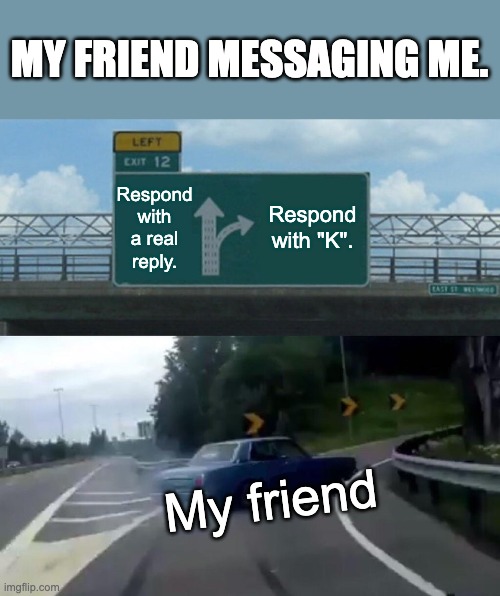 MY FRIEND MESSAGING ME.
LEFT
EXIT 12
Respond
with
a real
reply.
Respond
with "K".
My friend
imgflip.com